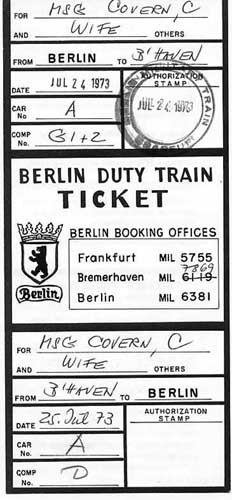 FOR MSG COVERN, C
AND WIFE OTHERS
FROM BERLIN TO B'HAVEN
DATE JUL 24 1973
AUTHORIZATION STAMP
JUL 24 1973
TRAIN
CAR No. A
COMP No. G1+2
BERLIN DUTY TRAIN
TICKET
BERLIN BOOKING OFFICES
Frankfurt MIL 5755
7869
Bremerhaven MIL 6119
Berlin MIL 6381
Berlin
FOR MSG COVERN, C
AND WIFE OTHERS
FROM B'HAVEN TO BERLIN
DATE 25. Jul 73
AUTHORIZATION STAMP
CAR No. A
COMP No. D